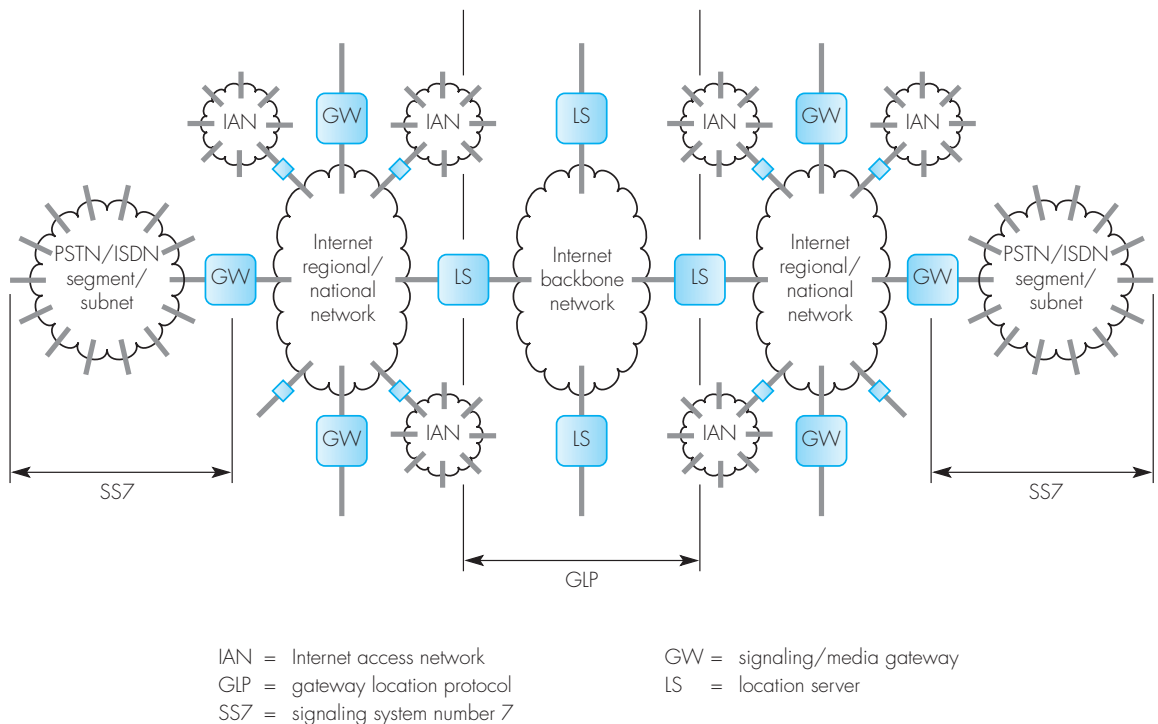 IAN
GW
IAN
LS
IAN
GW
IAN
PSTN/ISDN
segment/
subnet
GW
Internet
regional/
national
network
LS
Internet
backbone
network
LS
Internet
regional/
national
network
GW
PSTN/ISDN
segment/
subnet
GW
IAN
LS
IAN
GW
SS7
SS7
GLP
IAN = Internet access network
GW = signaling/media gateway
GLP = gateway location protocol
LS = location server
SS7 = signaling system number 7